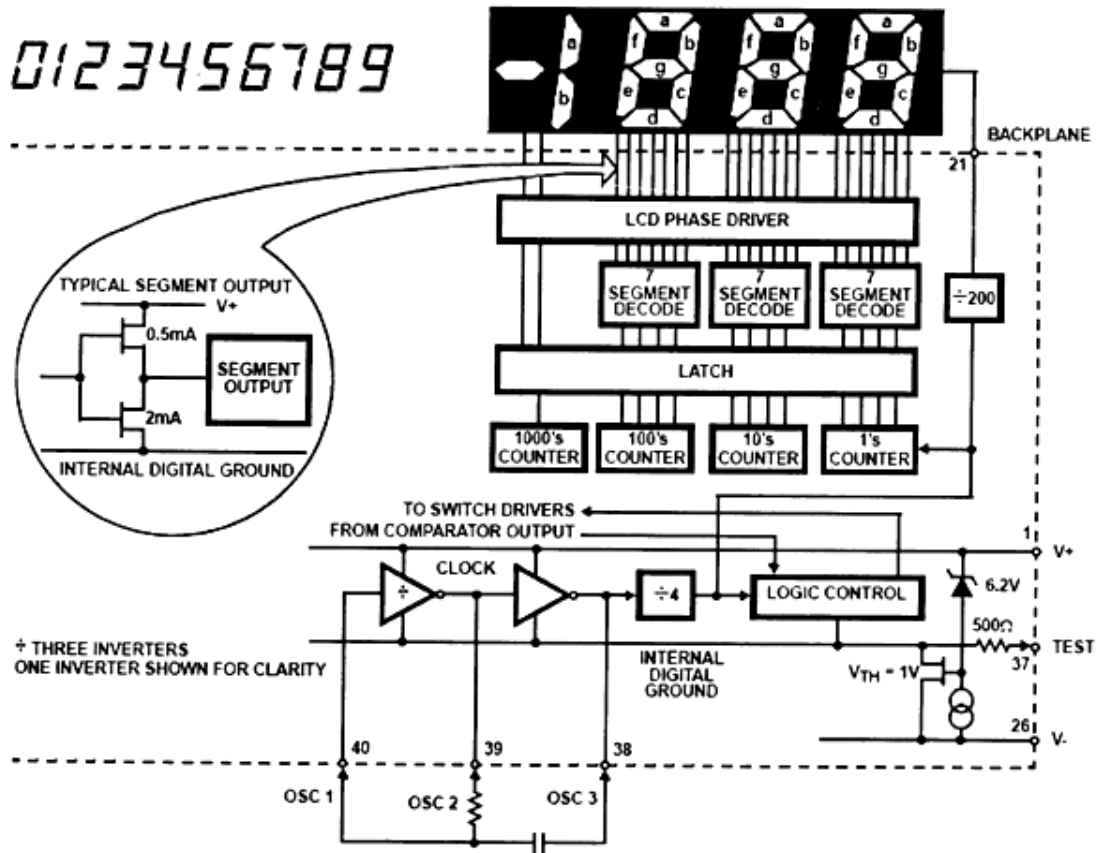 0123456789
a
b
a
f
b
g
e
c
d
a
f
b
g
e
c
d
a
f
b
g
e
c
d
BACKPLANE
21
LCD PHASE DRIVER
TYPICAL SEGMENT OUTPUT
V+
0.5mA
SEGMENT
OUTPUT
2mA
INTERNAL DIGITAL GROUND
7
SEGMENT
DECODE
7
SEGMENT
DECODE
7
SEGMENT
DECODE
÷200
LATCH
1000's
COUNTER
100's
COUNTER
10's
COUNTER
1's
COUNTER
TO SWITCH DRIVERS
FROM COMPARATOR OUTPUT
1
V+
CLOCK
÷
÷4
LOGIC CONTROL
6.2V
500Ω
TEST
37
÷ THREE INVERTERS
ONE INVERTER SHOWN FOR CLARITY
INTERNAL
DIGITAL
GROUND
VTH = 1V
26
V-
40
39
38
OSC 1
OSC 2
OSC 3